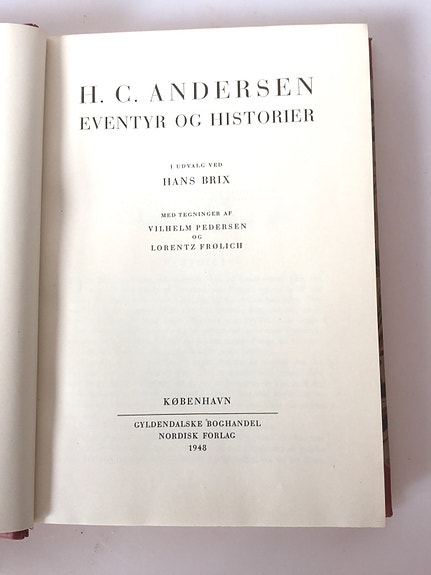 H. C. ANDERSEN
EVENTYR OG HISTORIER
I UDVALG VED
HANS BRIX
MED TEGNINGER AF
VILHELM PEDERSEN
OG
LORENTZ FRØLICH
KØBENHAVN
GYLDENDALSKE BOGHANDEL
NORDISK FORLAG
1948